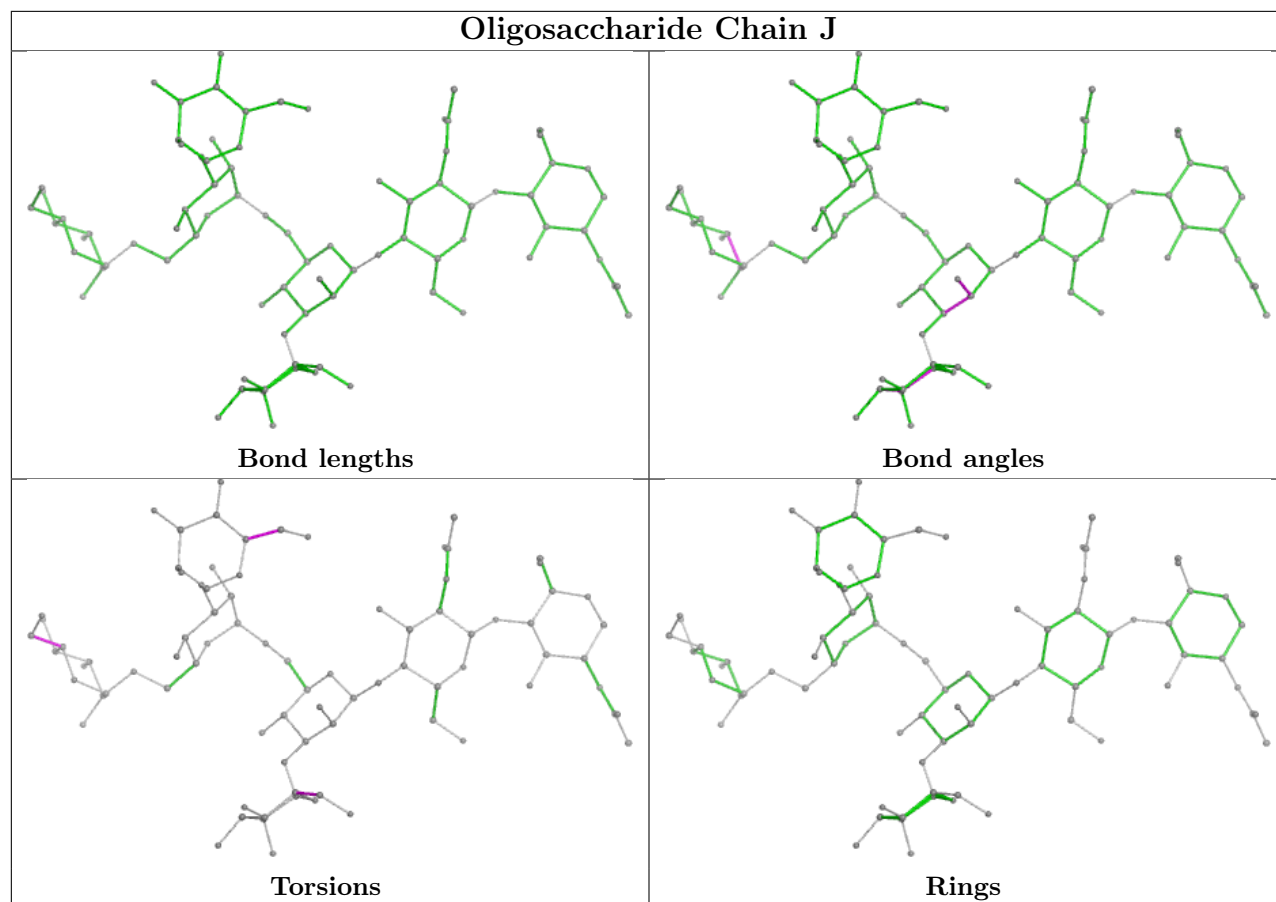 Oligosaccharide Chain J
Bond lengths
Bond angles
Torsions
Rings